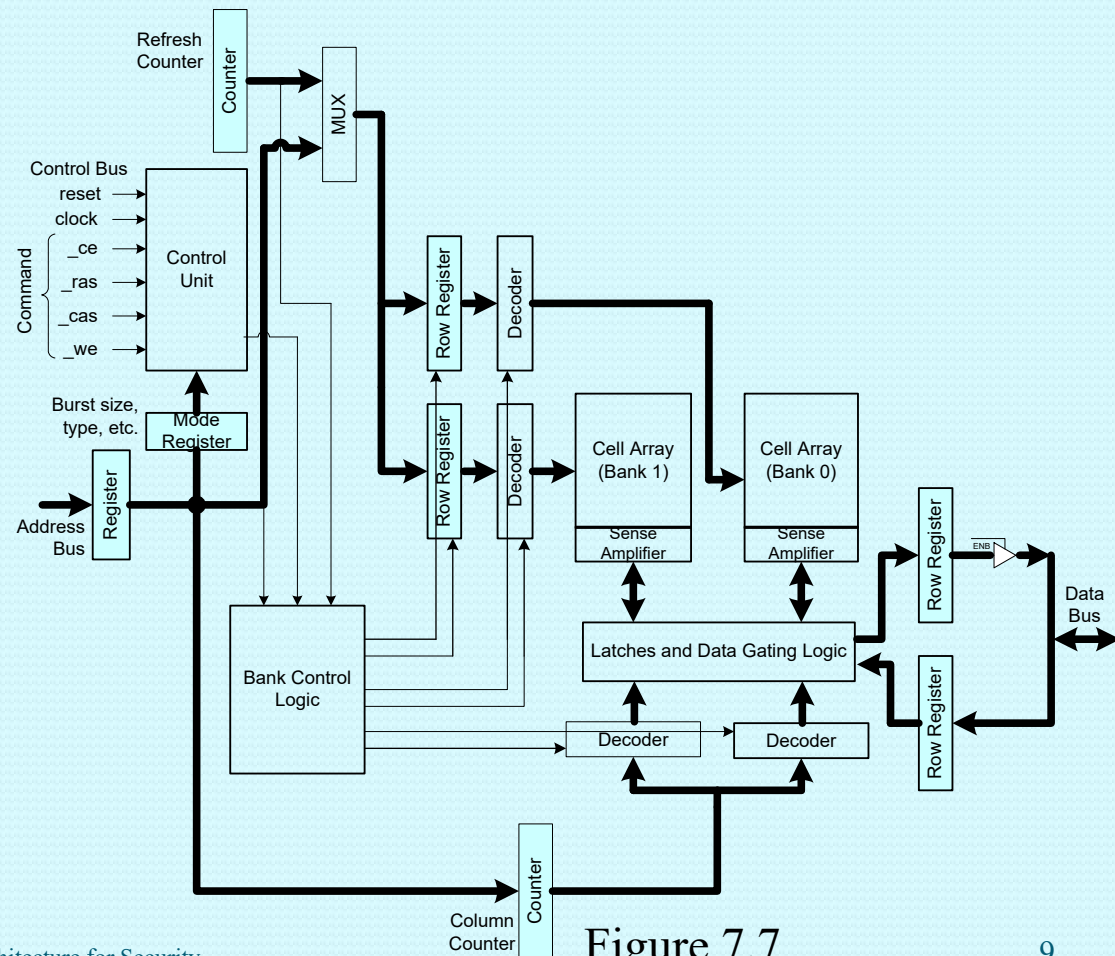 Refresh
Counter
Counter
MUX
Control Bus
reset
clock
_ce
_ras
_cas
_we
Command
Control
Unit
Burst size,
type, etc.
Mode
Register
Address
Bus
Register
Row Register
Decoder
Row Register
Decoder
Cell Array
(Bank 1)
Sense
Amplifier
Cell Array
(Bank 0)
Sense
Amplifier
Row Register
ENB
Data
Bus
Latches and Data Gating Logic
Row Register
Bank Control
Logic
Decoder
Decoder
Column
Counter
Counter
hitecture for Security
Figure 7.7
9